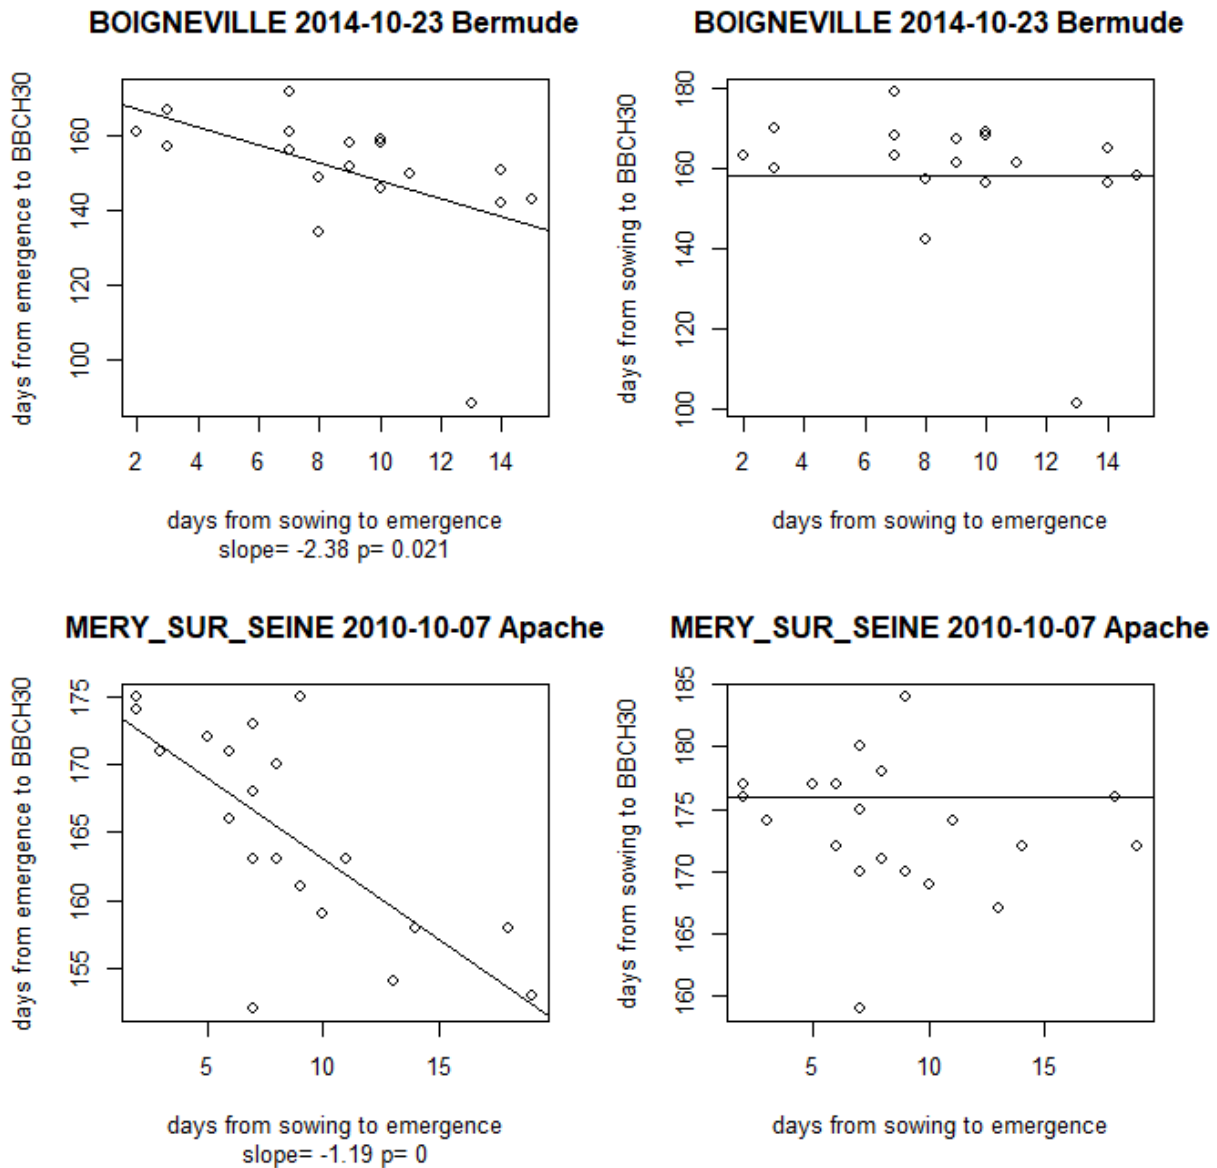 BOIGNEVILLE 2014-10-23 Bermude
days from emergence to BBCH30
160
140
120
100
2 4 6 8 10 12 14
days from sowing to emergence
slope= -2.38 p= 0.021
BOIGNEVILLE 2014-10-23 Bermude
days from sowing to BBCH30
180
160
140
120
100
2 4 6 8 10 12 14
days from sowing to emergence
MERY_SUR_SEINE 2010-10-07 Apache
days from emergence to BBCH30
175
170
165
160
155
5 10 15
days from sowing to emergence
slope= -1.19 p= 0
MERY_SUR_SEINE 2010-10-07 Apache
days from sowing to BBCH30
185
180
175
170
165
160
5 10 15
days from sowing to emergence